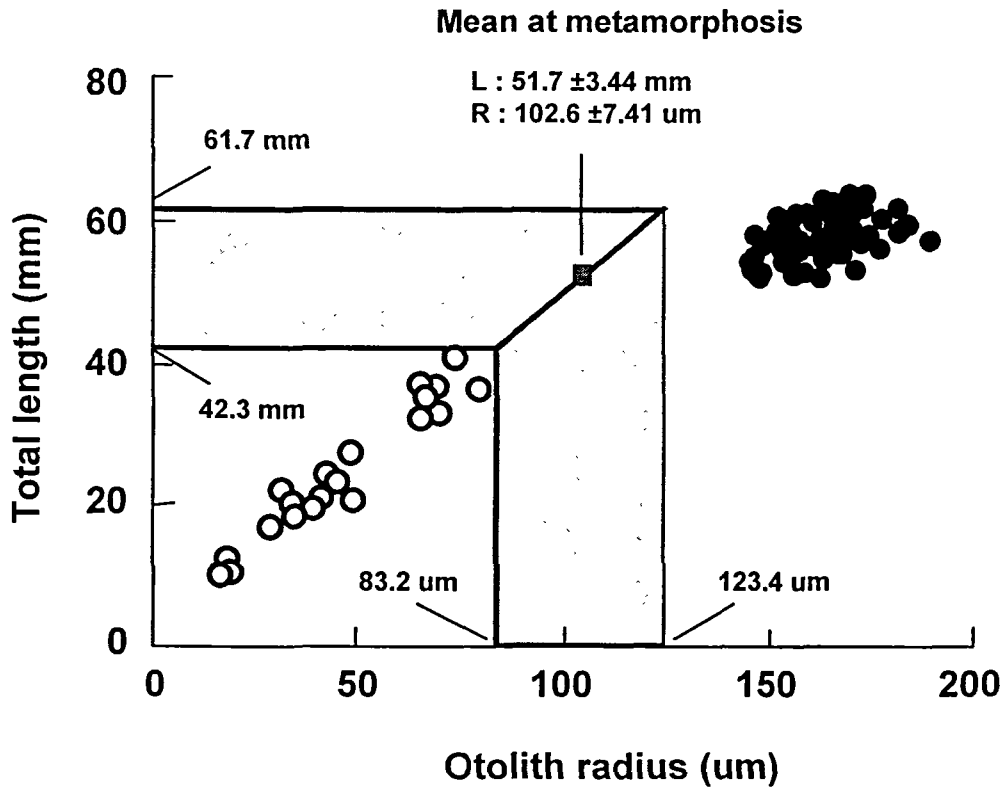 Mean at metamorphosis
L : 51.7 ±3.44 mm
R : 102.6 ±7.41 um
80
61.7 mm
60
40
42.3 mm
20
83.2 um
123.4 um
0
0 50 100 150 200
Total length (mm)
Otolith radius (um)